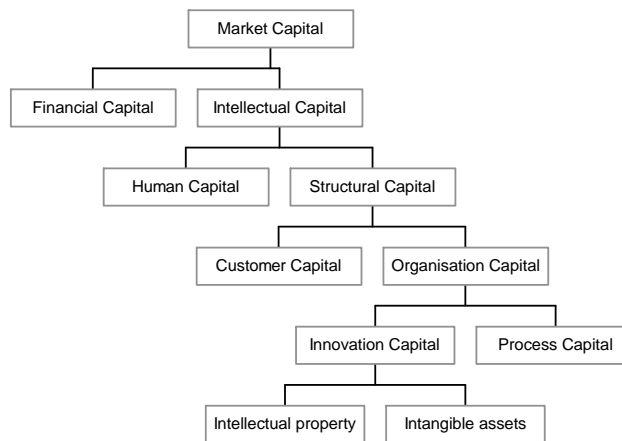 Market Capital
Financial Capital
Intellectual Capital
Human Capital
Structural Capital
Customer Capital
Organisation Capital
Innovation Capital
Process Capital
Intellectual property
Intangible assets